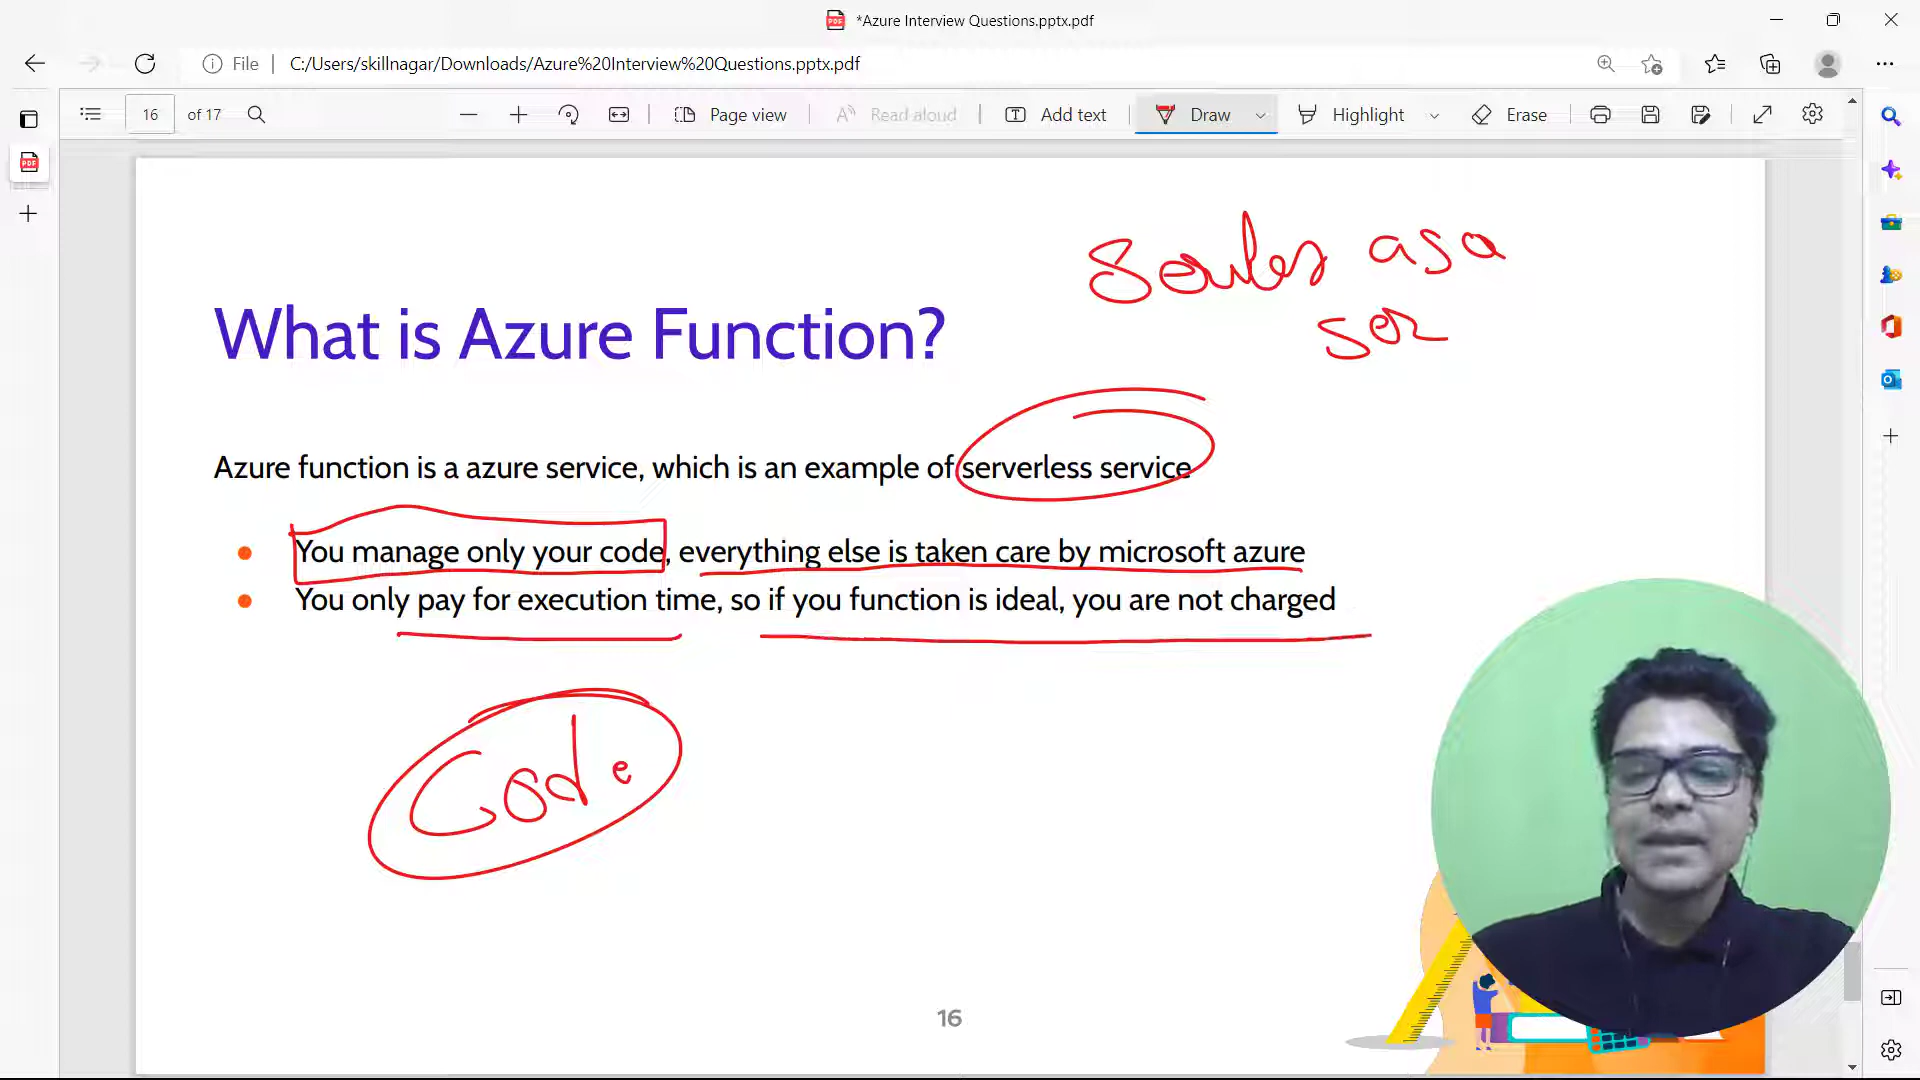 *Azure Interview Questions.pptx.pdf
File
C:/Users/skillnagar/Downloads/Azure%20Interview%20Questions.pptx.pdf
16 of 17
Page view
Read aloud
Add text
Draw
Highlight
Erase
as a
ser
What is Azure Function?
Azure function is a azure service, which is an example of serverless service
You manage only your code, everything else is taken care by microsoft azure
You only pay for execution time, so if you function is ideal, you are not charged
Code
16